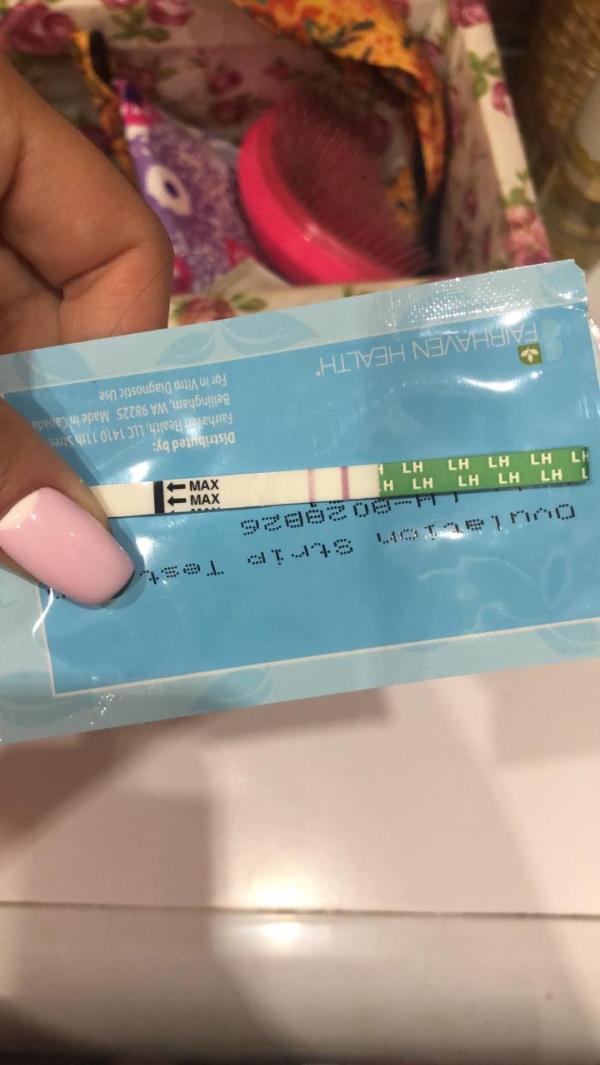 FAIRHAVEN HEALTH®
Distributed by:
Fairhaven Health, LLC 1410 11th Stree
Bellingham, WA 98225 Made in Canada
For In Vitro Diagnostic Use
MAX
MAX
LH LH LH LH LH
LH LH LH LH
Ovulation Strip Test